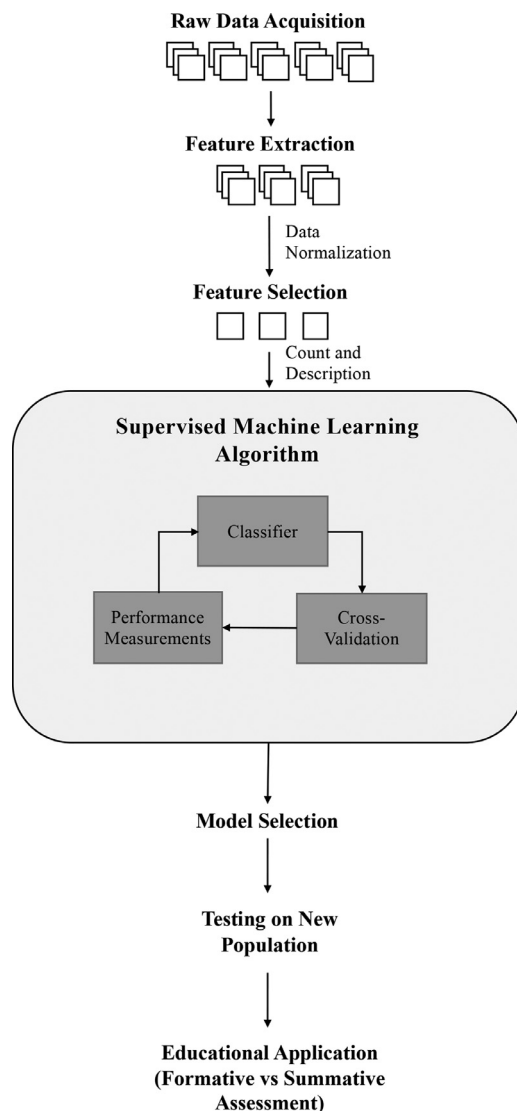 Raw Data Acquisition
Feature Extraction
Data
Normalization
Feature Selection
Count and
Description
Supervised Machine Learning
Algorithm
Classifier
Performance
Measurements
Cross-
Validation
Model Selection
Testing on New
Population
Educational Application
(Formative vs Summative
Assessment)